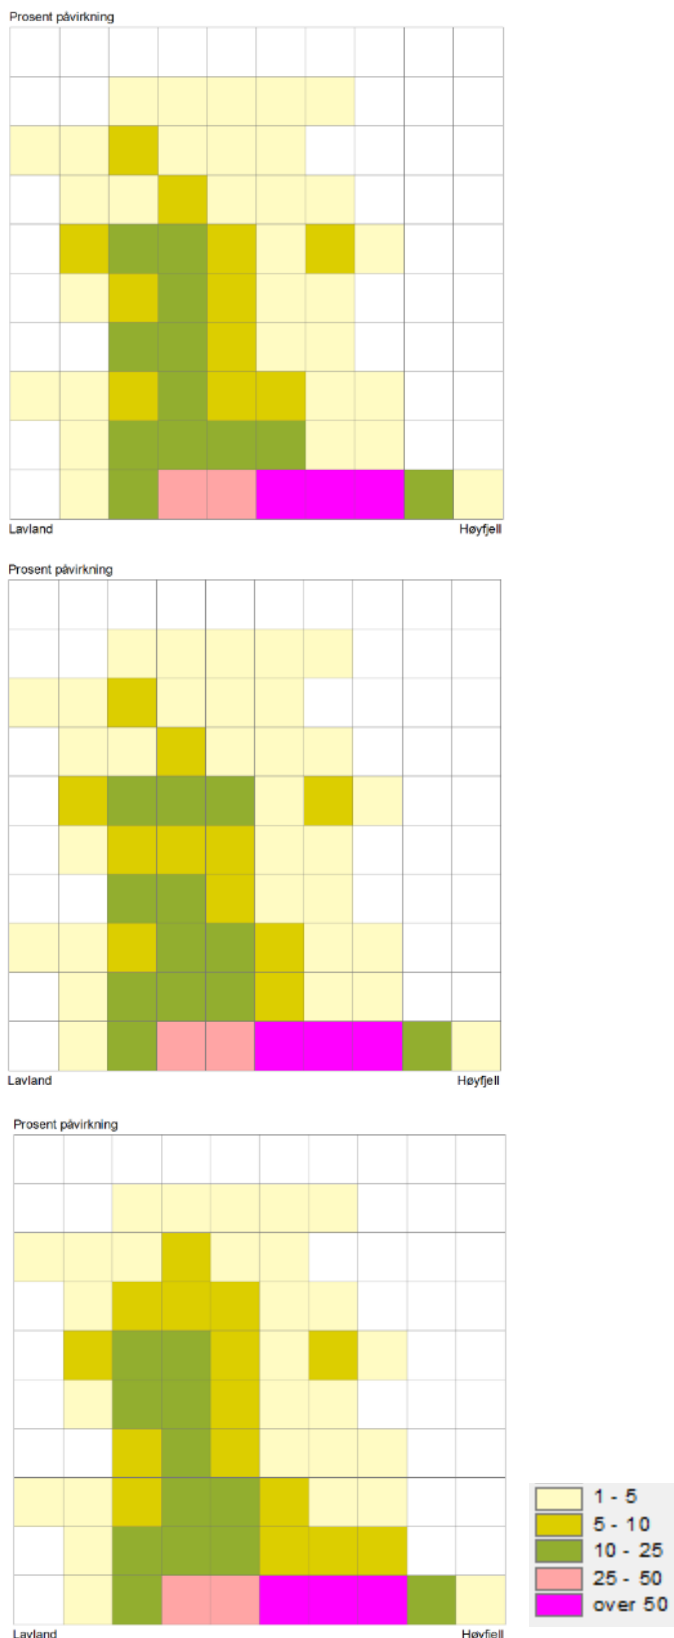 Prosent påvirkning
Lavland
Høyfjell
Prosent påvirkning
Lavland
Høyfjell
Prosent påvirkning
Lavland
Høyfjell
1 - 5
5 - 10
10 - 25
25 - 50
over 50